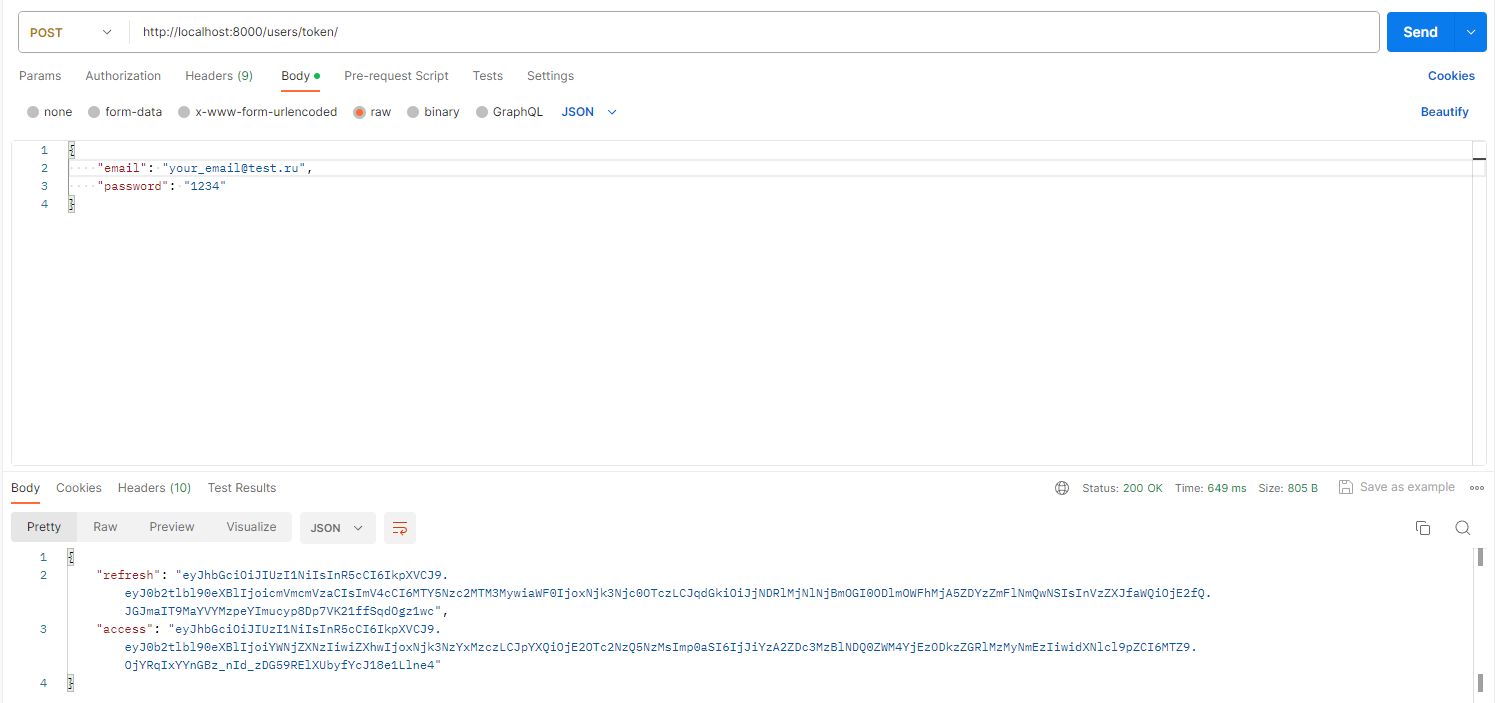 POST http://localhost:8000/users/token/ Send
Params Authorization Headers (9) Body Pre-request Script Tests Settings Cookies
none form-data x-www-form-urlencoded raw binary GraphQL JSON Beautify
1 {
2 "email": "your_email@test.ru",
3 "password": "1234"
4 }
Body Cookies Headers (10) Test Results Status: 200 OK Time: 649 ms Size: 805 B Save as example
Pretty Raw Preview Visualize JSON
1 {
2 "refresh": "eyJhbGciOiJIUzI1NiIsInR5cCI6IkpXVCJ9.
eyJ0b2tlbl90eXBlIjoicmVmcmVzaCIsImV4cCI6MTY5Nzc2MTM3MywiaWF0IjoxNjk3Njc0OTczLCJqdGkiOiJjNDRlMjNlNjBmOGI0ODlmOWFhMjA5ZDYzZmFlNmQwNSIsInVzZXJfaWQiOjE2fQ.
JGJmaIT9MaYVYMzpeYImucyp8Dp7VK21ffSqdOgz1wc",
3 "access": "eyJhbGciOiJIUzI1NiIsInR5cCI6IkpXVCJ9.
eyJ0b2tlbl90eXBlIjoiYWNjZXNzIiwiZXhwIjoxNjk3NzYxMzczLCJpYXQiOjE2OTc2NzQ5NzMsImp0aSI6IjJiYzA2ZDc3MzBlNDQ0ZWM4YjEzODkzZGRlMzMyNmEzIiwidXNlcl9pZCI6MTZ9.
OjYRqIxYYnGBz_nId_zDG59RElXUbyfYcJ18e1Llne4"
4 }